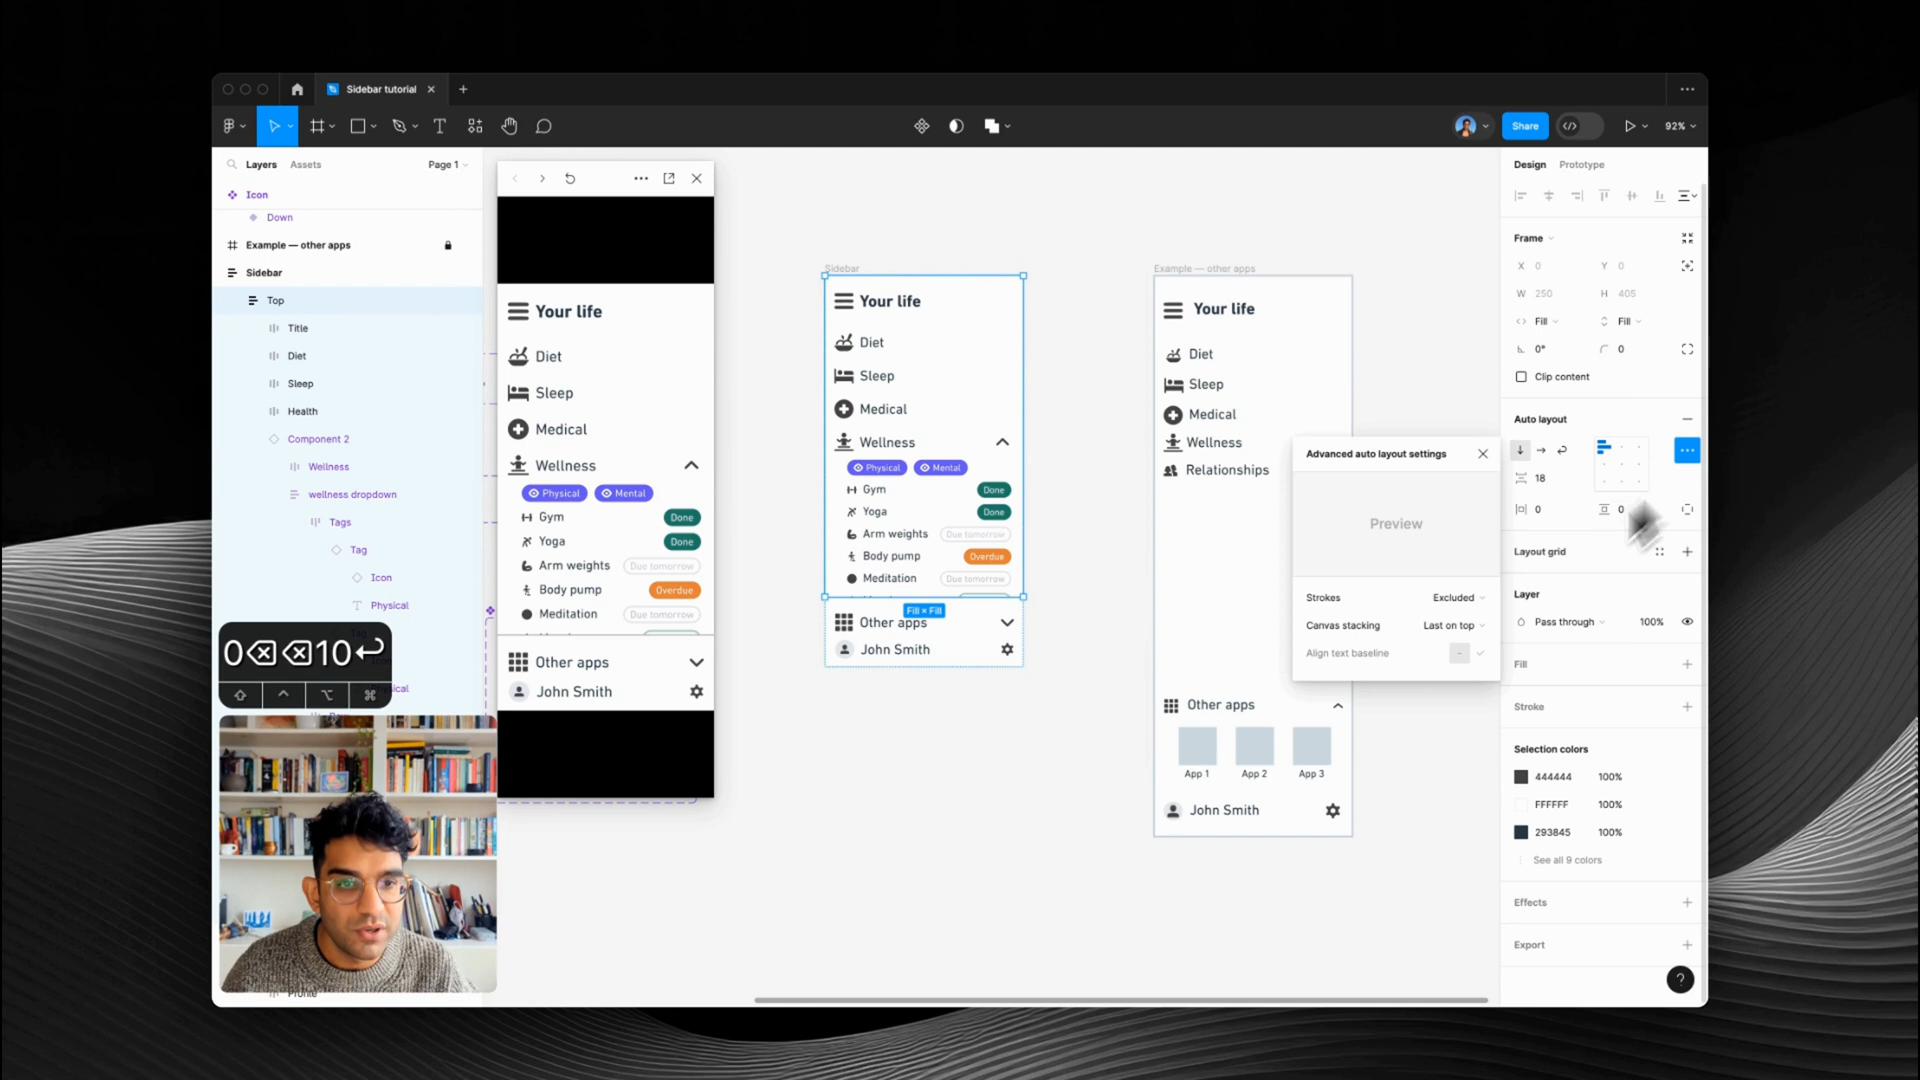 Sidebar tutorial
Share
92%
Layers
Assets
Page 1
Icon
Down
Example — other apps
Sidebar
Top
Title
Diet
Sleep
Health
Component 2
Wellness
wellness dropdown
Tags
Tag
Icon
Physical
0⌫⌫10↩
Your life
Diet
Sleep
Medical
Wellness
Physical
Mental
Gym
Done
Yoga
Done
Arm weights
Due tomorrow
Body pump
Overdue
Meditation
Due tomorrow
Other apps
John Smith
Sidebar
Your life
Diet
Sleep
Medical
Wellness
Physical
Mental
Gym
Done
Yoga
Done
Arm weights
Due tomorrow
Body pump
Overdue
Meditation
Due tomorrow
Fill × Fill
Other apps
John Smith
Example — other apps
Your life
Diet
Sleep
Medical
Wellness
Relationships
Other apps
App 1
App 2
App 3
John Smith
Advanced auto layout settings
Preview
Strokes
Excluded
Canvas stacking
Last on top
Align text baseline
Design
Prototype
Frame
X 0
Y 0
W 250
H 405
Fill
Fill
0°
0
Clip content
Auto layout
18
0
0
Layout grid
Layer
Pass through
100%
Fill
Stroke
Selection colors
444444 100%
FFFFFF 100%
293845 100%
See all 9 colors
Effects
Export
?